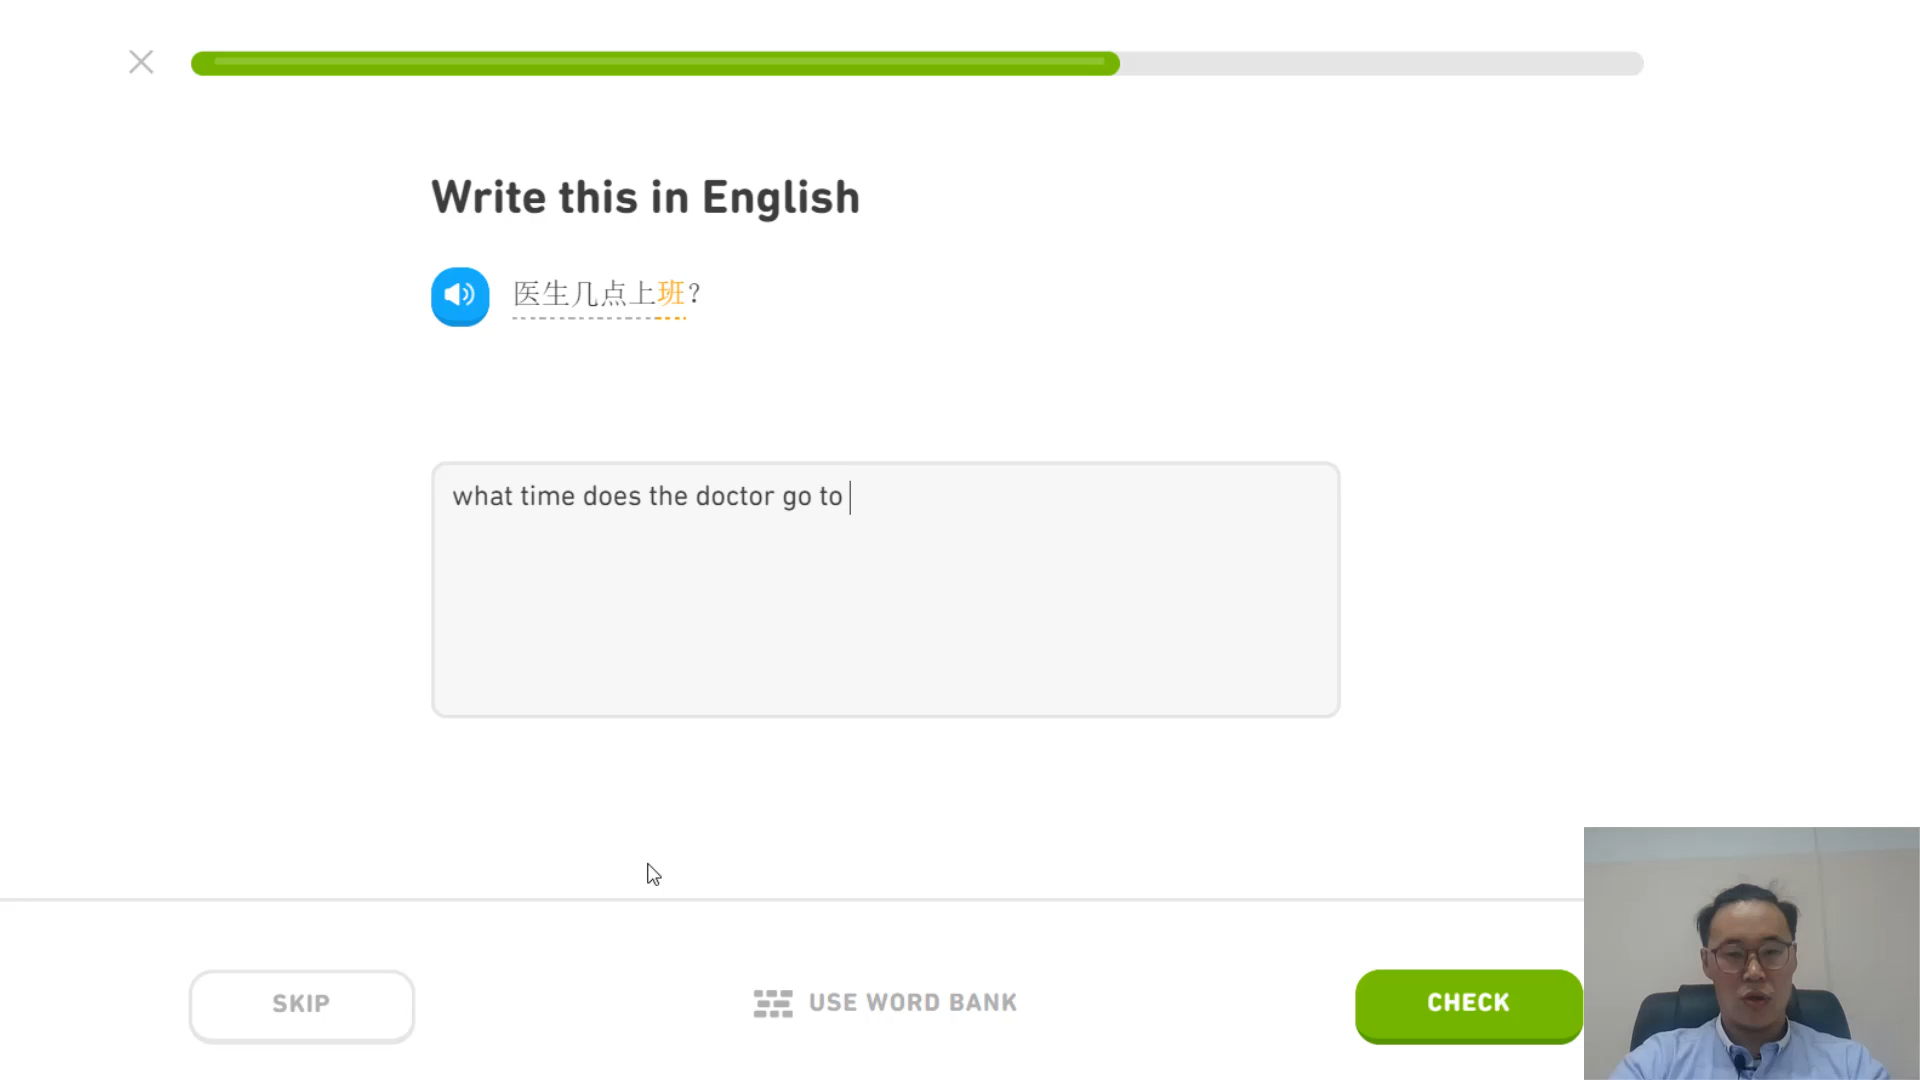 Write this in English
医生几点上班?
what time does the doctor go to
SKIP
USE WORD BANK
CHECK